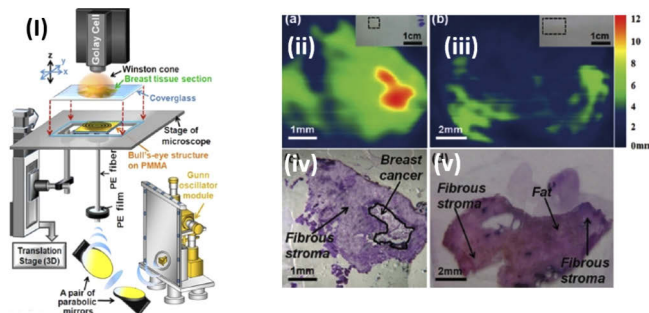 (I)
Golay Cell
z
y
x
Winston cone
Breast tissue section
Coverglass
Stage of
microscope
Bull's-eye structure
on PMMA
PE fiber
PE film
Gunn
oscillator
module
Translation
Stage (3D)
A pair of
parabolic
mirrors
(a)
1cm
(ii)
1mm
(b)
1cm
(iii)
2mm
12
10
8
6
4
2
0mm⁻¹
(iv)
Breast
cancer
Fibrous
stroma
1mm
(v)
Fibrous
stroma
Fat
Fibrous
stroma
2mm